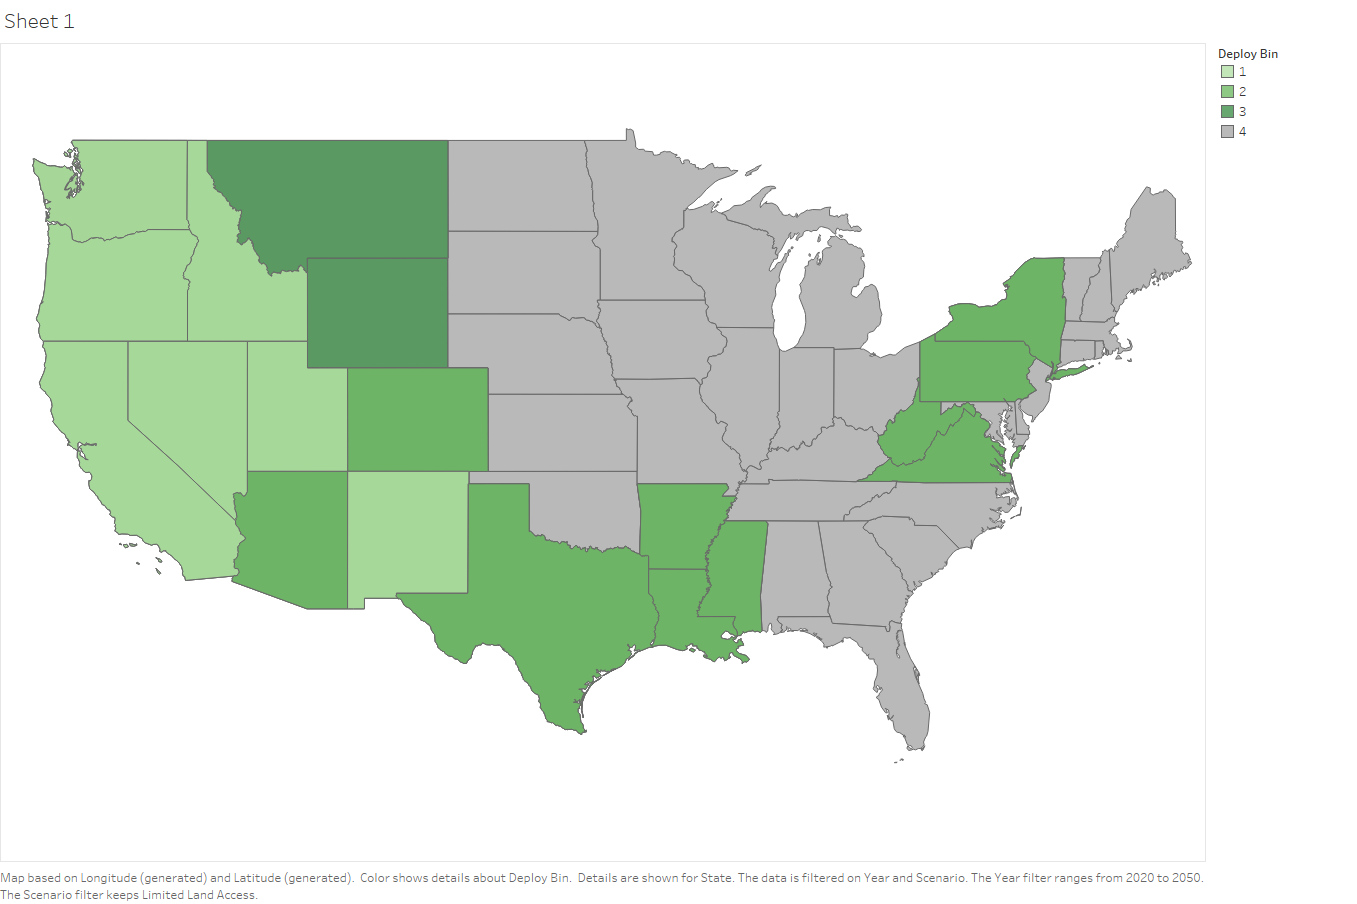 Sheet 1
Deploy Bin
1
2
3
4
Map based on Longitude (generated) and Latitude (generated).  Color shows details about Deploy Bin.  Details are shown for State. The data is filtered on Year and Scenario. The Year filter ranges from 2020 to 2050.
The Scenario filter keeps Limited Land Access.